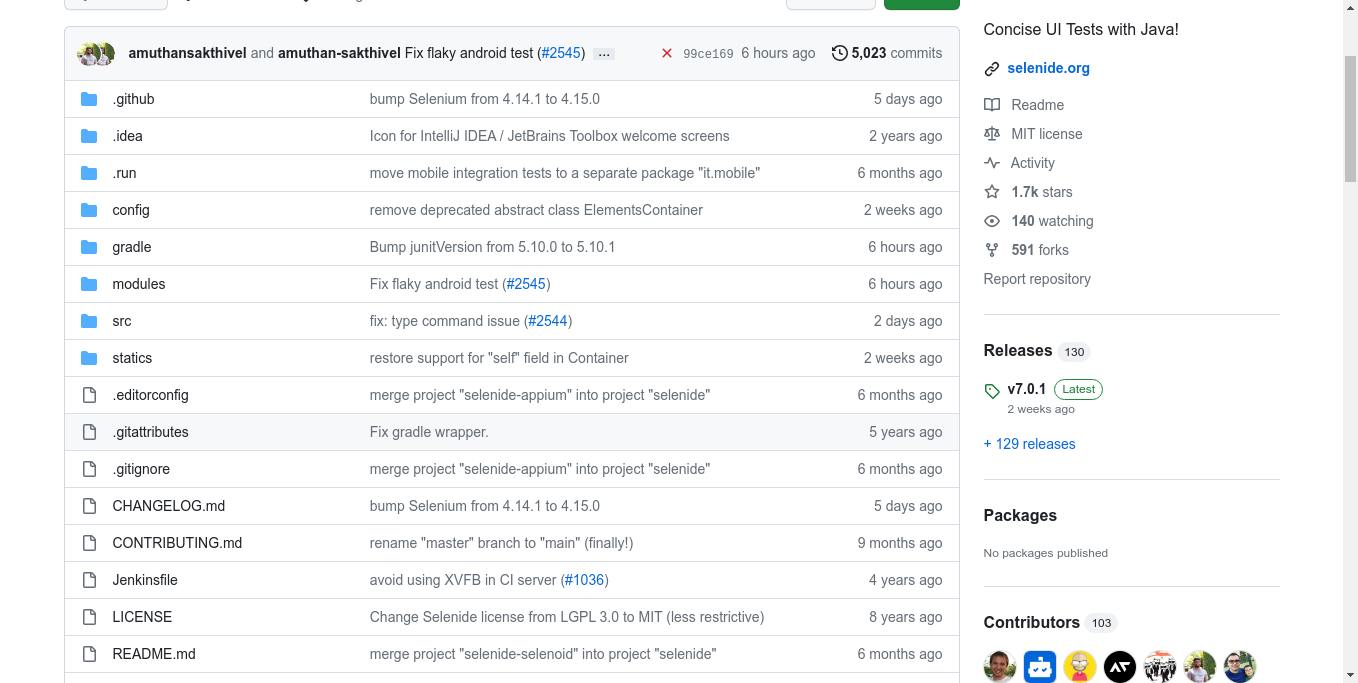 amuthansakthivel and amuthan-sakthivel Fix flaky android test (#2545) ... 99ce169 6 hours ago 5,023 commits
.github bump Selenium from 4.14.1 to 4.15.0 5 days ago
.idea Icon for IntelliJ IDEA / JetBrains Toolbox welcome screens 2 years ago
.run move mobile integration tests to a separate package "it.mobile" 6 months ago
config remove deprecated abstract class ElementsContainer 2 weeks ago
gradle Bump junitVersion from 5.10.0 to 5.10.1 6 hours ago
modules Fix flaky android test (#2545) 6 hours ago
src fix: type command issue (#2544) 2 days ago
statics restore support for "self" field in Container 2 weeks ago
.editorconfig merge project "selenide-appium" into project "selenide" 6 months ago
.gitattributes Fix gradle wrapper. 5 years ago
.gitignore merge project "selenide-appium" into project "selenide" 6 months ago
CHANGELOG.md bump Selenium from 4.14.1 to 4.15.0 5 days ago
CONTRIBUTING.md rename "master" branch to "main" (finally!) 9 months ago
Jenkinsfile avoid using XVFB in CI server (#1036) 4 years ago
LICENSE Change Selenide license from LGPL 3.0 to MIT (less restrictive) 8 years ago
README.md merge project "selenide-selenoid" into project "selenide" 6 months ago
Concise UI Tests with Java!
selenide.org
Readme
MIT license
Activity
1.7k stars
140 watching
591 forks
Report repository
Releases 130
v7.0.1 Latest
2 weeks ago
+ 129 releases
Packages
No packages published
Contributors 103